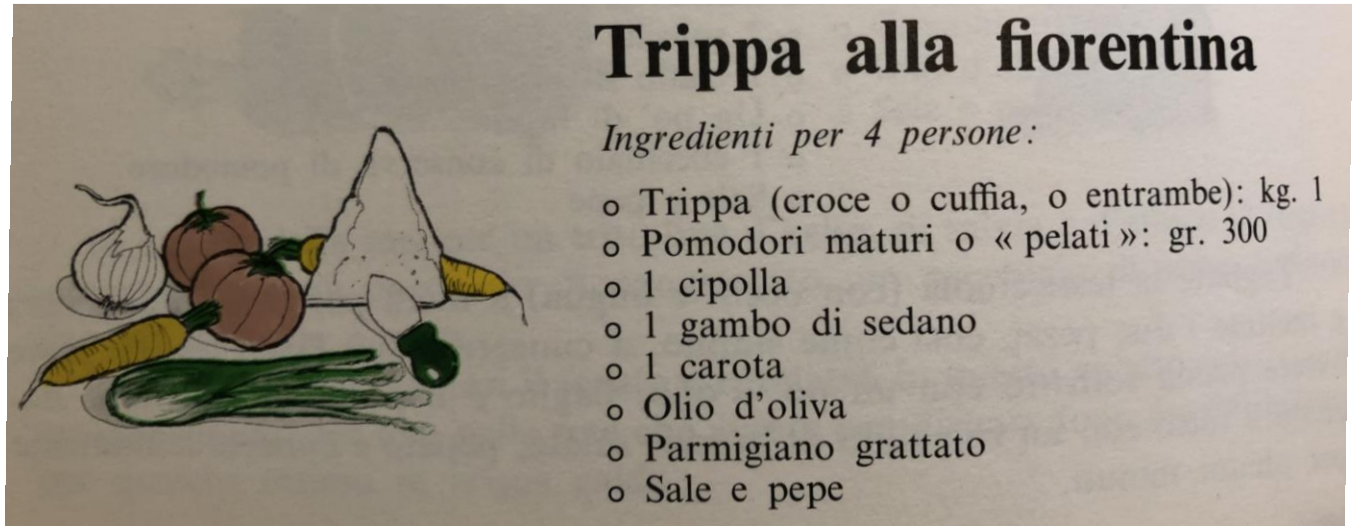 Trippa alla fiorentina
Ingredienti per 4 persone:
o Trippa (croce o cuffia, o entrambe): kg. 1
o Pomodori maturi o « pelati »: gr. 300
o 1 cipolla
o 1 gambo di sedano
o 1 carota
o Olio d'oliva
o Parmigiano grattato
o Sale e pepe